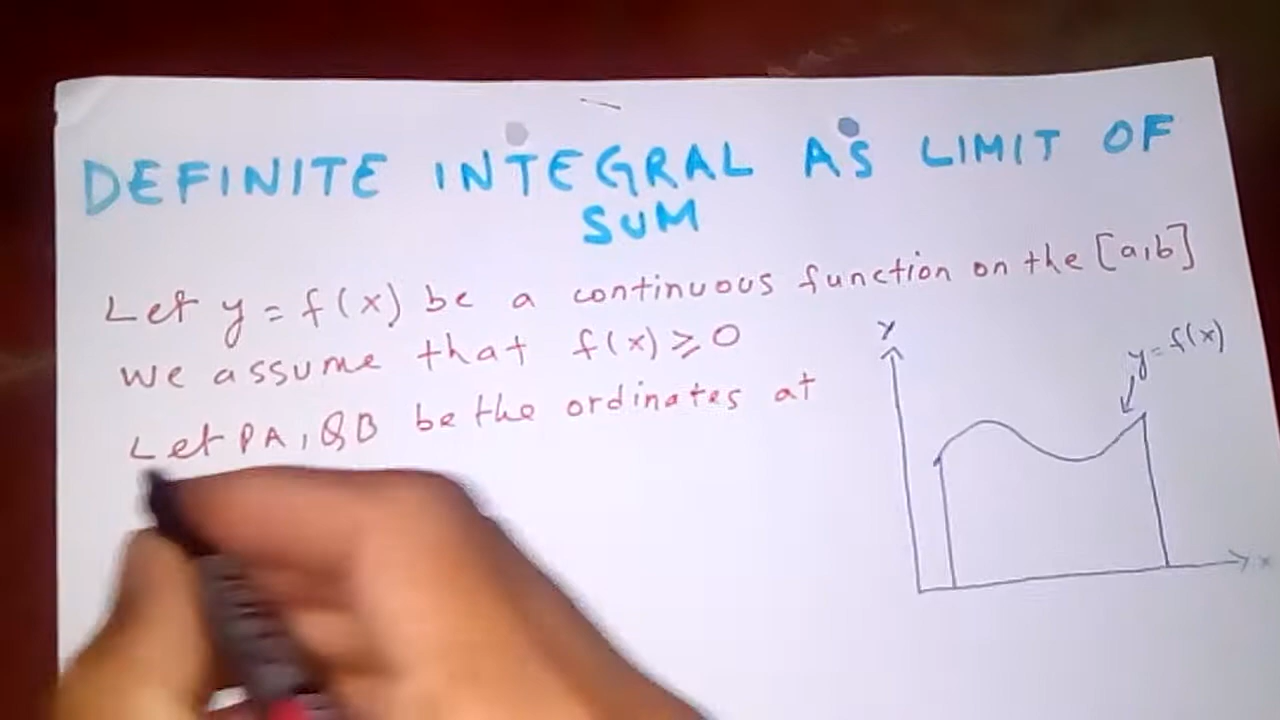 DEFINITE INTEGRAL AS LIMIT OF
SUM
Let y = f(x) be a continuous function on the [a,b]
We assume that f(x) ⩾ 0
Let PA, QB be the ordinates at
y
y = f(x)
x